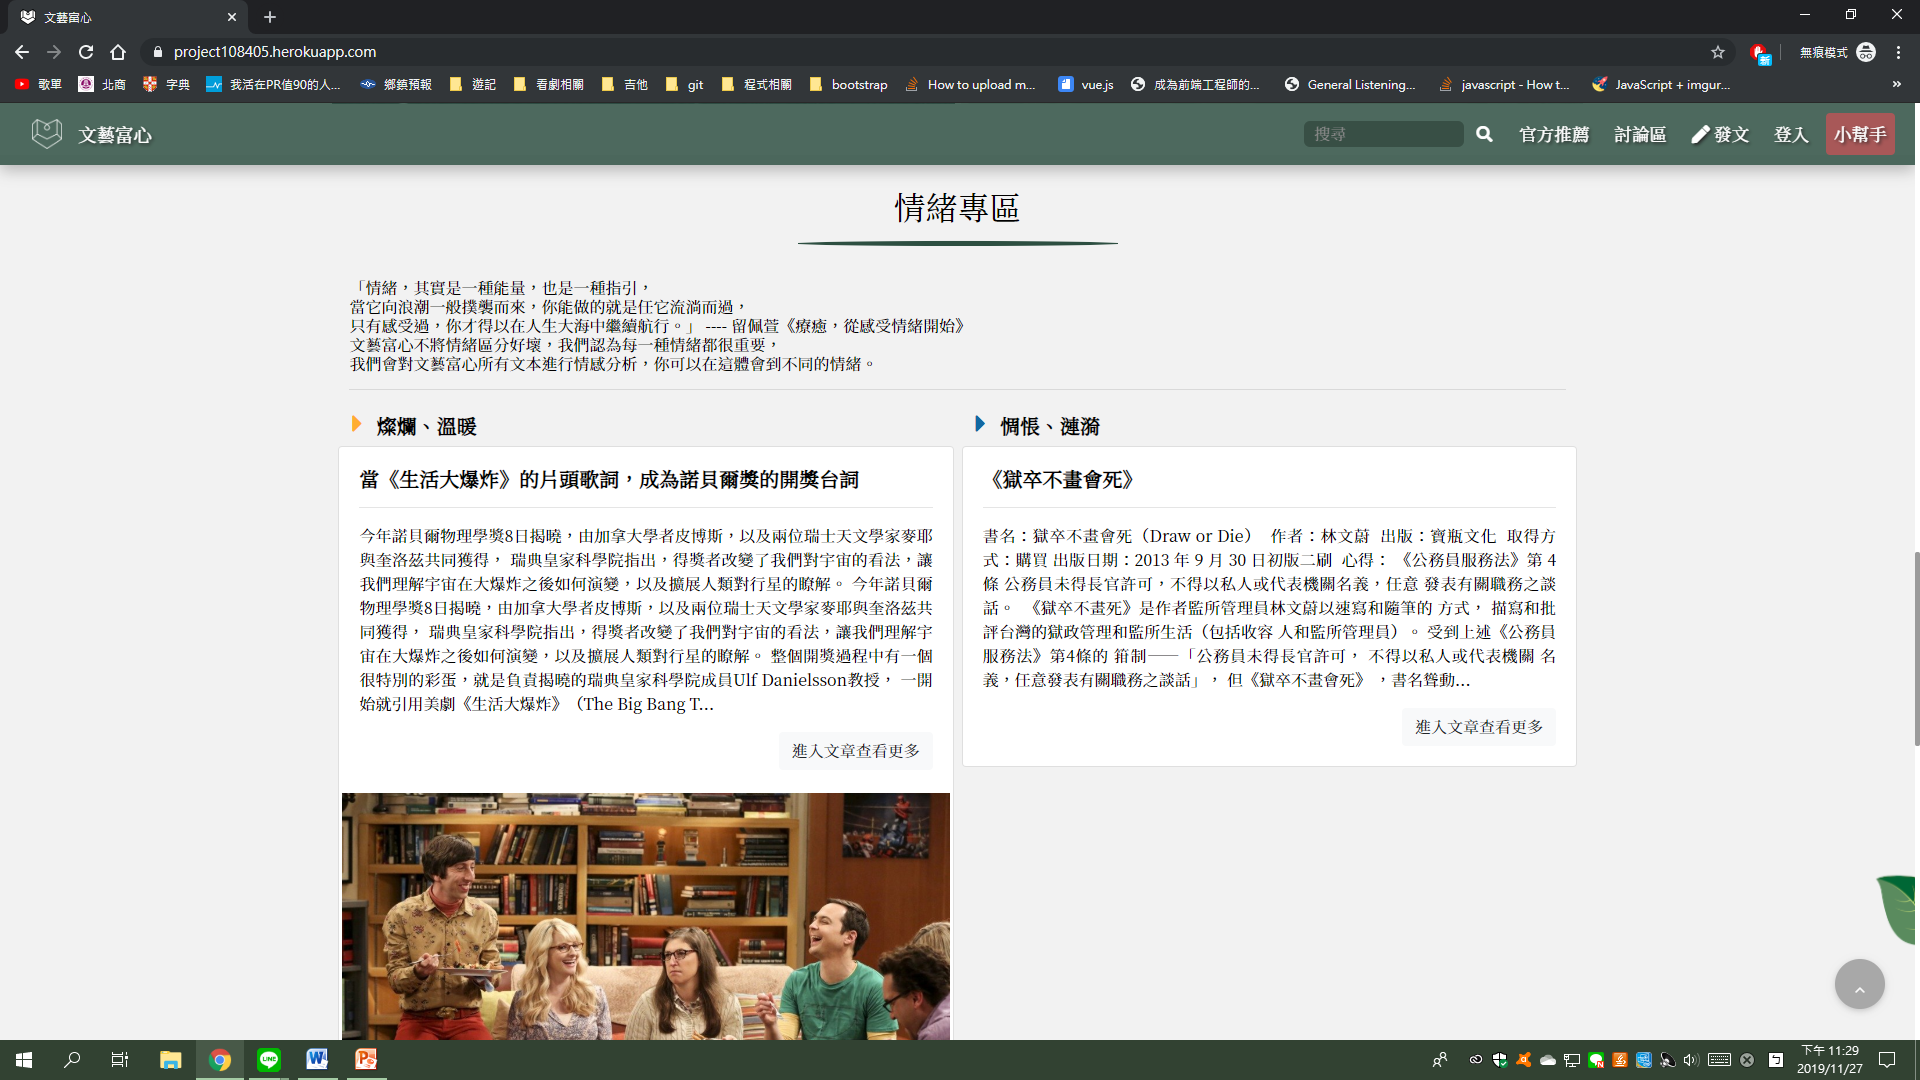 文藝富心
project108405.herokuapp.com
無痕模式
新
歌單
北商
字典
我活在PR值90的人...
鄉鎮預報
遊記
看劇相關
吉他
git
程式相關
bootstrap
How to upload m...
vue.js
成為前端工程師的...
General Listening...
javascript - How t...
JavaScript + imgur...
»
文藝富心
搜尋
官方推薦
討論區
發文
登入
小幫手
情緒專區
「情緒，其實是一種能量，也是一種指引，
當它向浪潮一般撲襲而來，你能做的就是任它流淌而過，
只有感受過，你才得以在人生大海中繼續航行。」 ---- 留佩萱《療癒，從感受情緒開始》
文藝富心不將情緒區分好壞，我們認為每一種情緒都很重要，
我們會對文藝富心所有文本進行情感分析，你可以在這體會到不同的情緒。
燦爛、溫暖
當《生活大爆炸》的片頭歌詞，成為諾貝爾獎的開獎台詞
今年諾貝爾物理學獎8日揭曉，由加拿大學者皮博斯，以及兩位瑞士天文學家麥耶
與奎洛茲共同獲得， 瑞典皇家科學院指出，得獎者改變了我們對宇宙的看法，讓
我們理解宇宙在大爆炸之後如何演變，以及擴展人類對行星的瞭解。 今年諾貝爾
物理學獎8日揭曉，由加拿大學者皮博斯，以及兩位瑞士天文學家麥耶與奎洛茲共
同獲得， 瑞典皇家科學院指出，得獎者改變了我們對宇宙的看法，讓我們理解宇
宙在大爆炸之後如何演變，以及擴展人類對行星的瞭解。 整個開獎過程中有一個
很特別的彩蛋，就是負責揭曉的瑞典皇家科學院成員Ulf Danielsson教授， 一開
始就引用美劇《生活大爆炸》（The Big Bang T...
進入文章查看更多
惆悵、漣漪
《獄卒不畫會死》
書名：獄卒不畫會死（Draw or Die） 作者：林文蔚 出版：寶瓶文化 取得方
式：購買 出版日期：2013 年 9 月 30 日初版二刷 心得： 《公務員服務法》第 4
條 公務員未得長官許可，不得以私人或代表機關名義，任意 發表有關職務之談
話。 《獄卒不畫死》是作者監所管理員林文蔚以速寫和隨筆的 方式， 描寫和批
評台灣的獄政管理和監所生活（包括收容 人和監所管理員）。 受到上述《公務員
服務法》第4條的 箝制──「公務員未得長官許可， 不得以私人或代表機關 名
義，任意發表有關職務之談話」， 但《獄卒不畫會死》 ，書名聳動...
進入文章查看更多
下午 11:29
2019/11/27